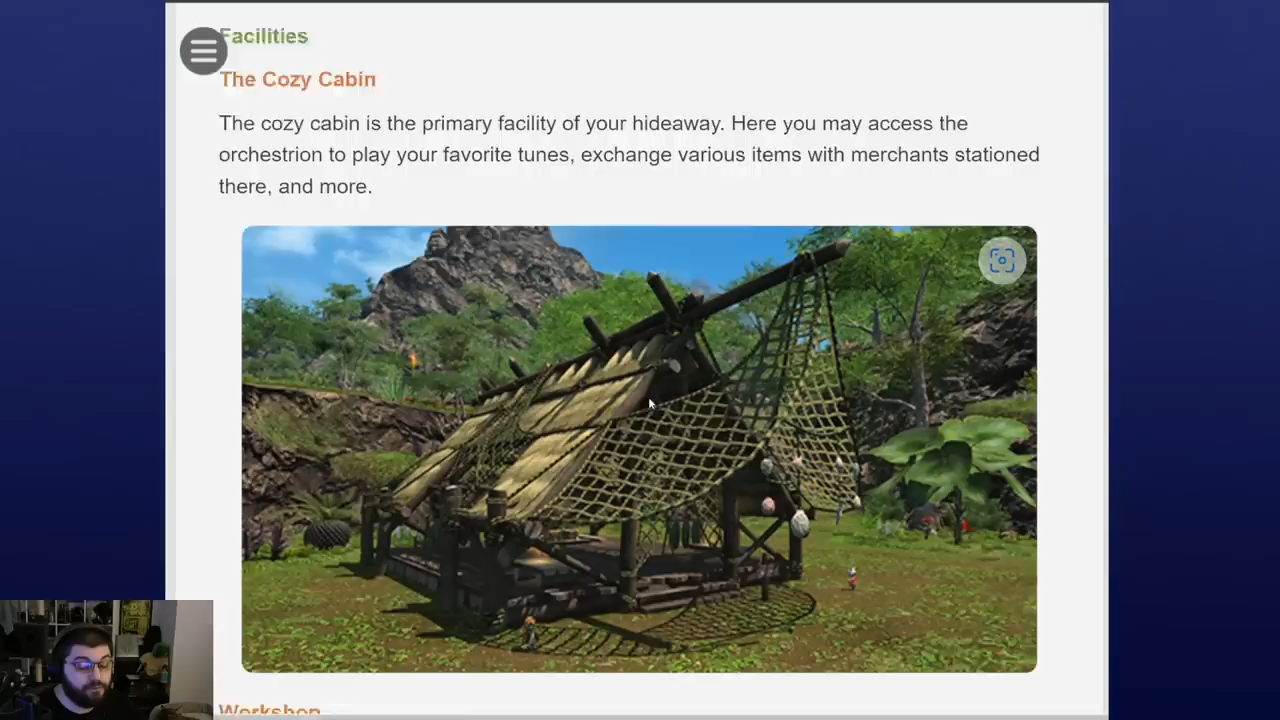 Facilities
The Cozy Cabin
The cozy cabin is the primary facility of your hideaway. Here you may access the
orchestrion to play your favorite tunes, exchange various items with merchants stationed
there, and more.
Workshop